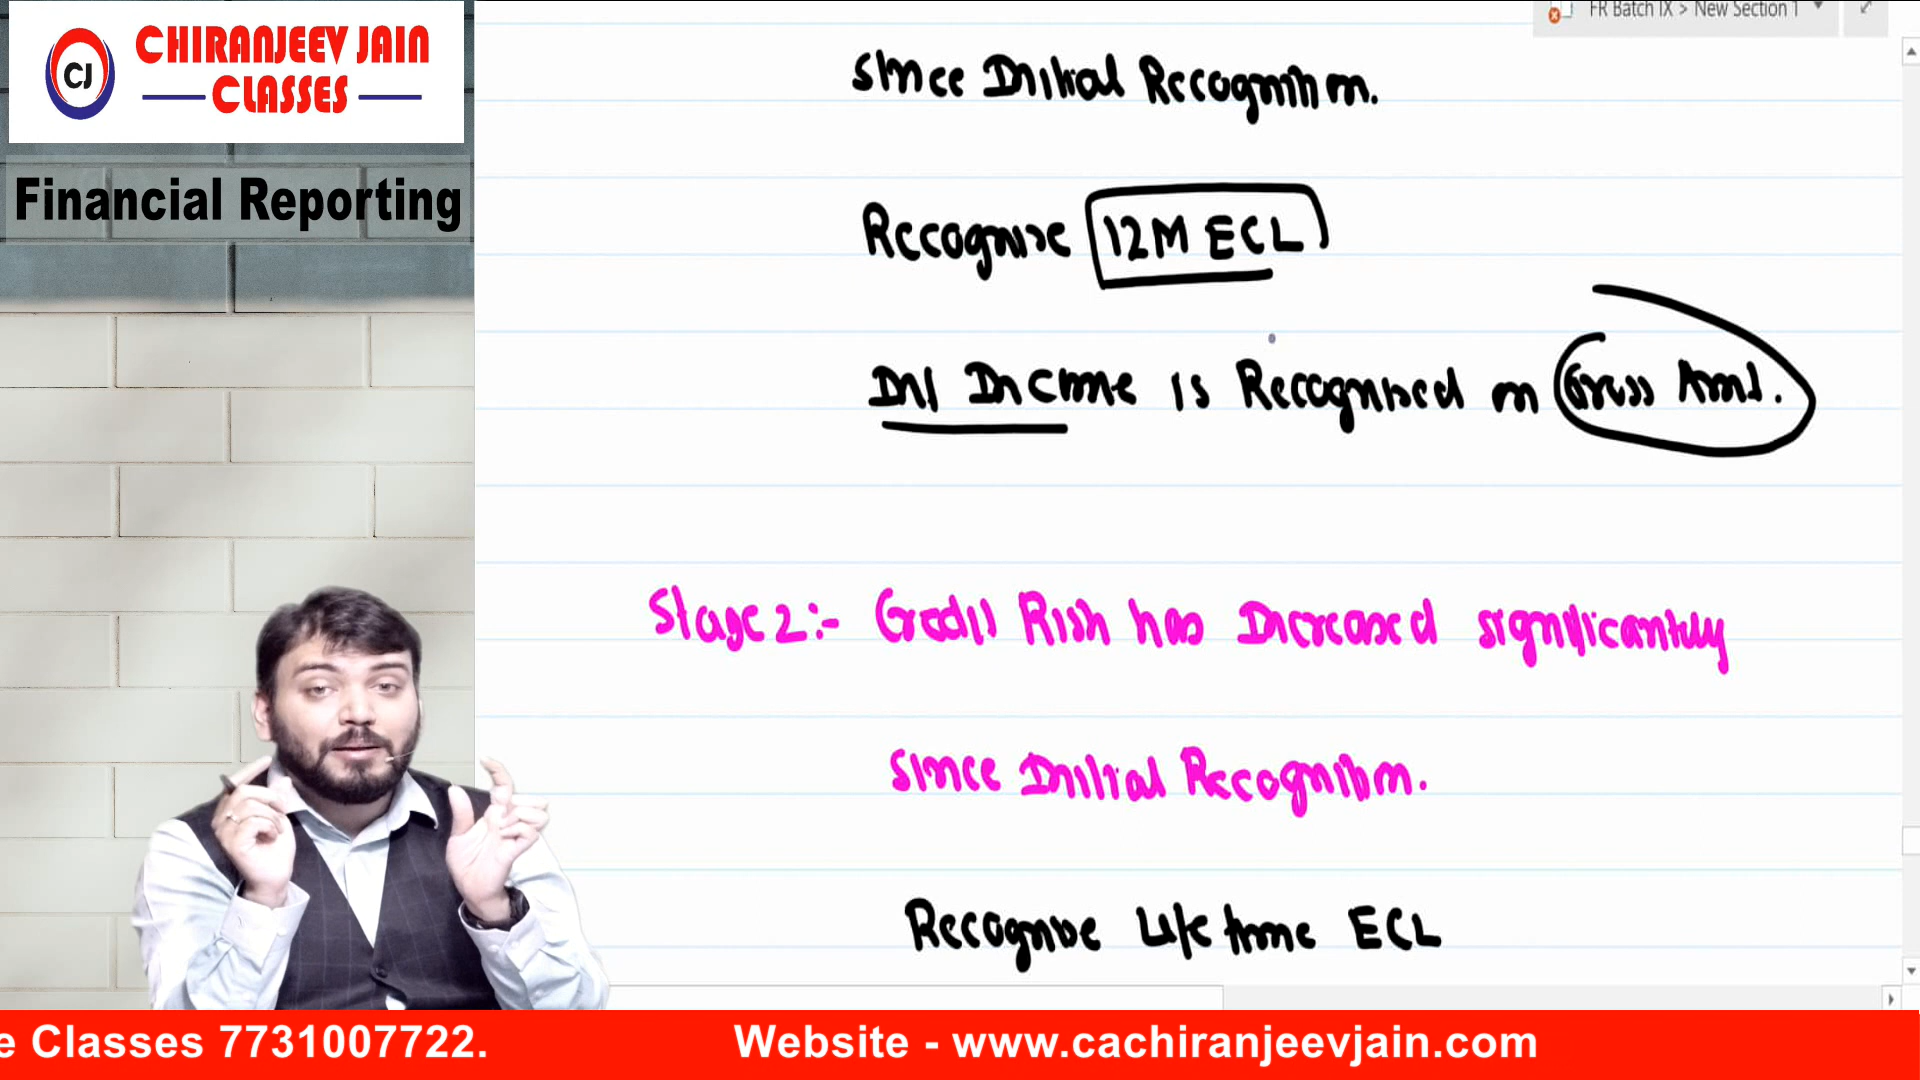 CHIRANJEEV JAIN
CLASSES
CJ
Financial Reporting
FR Batch IX > New Section 1
Since Initial Recognition.
Recognise 12M ECL
Int Income is Recognised on Gross Amt.
Stage 2:- Credit Risk has Increased significantly
Since Initial Recognition.
Recognise Life time ECL
e Classes 7731007722.
Website - www.cachiranjeevjain.com